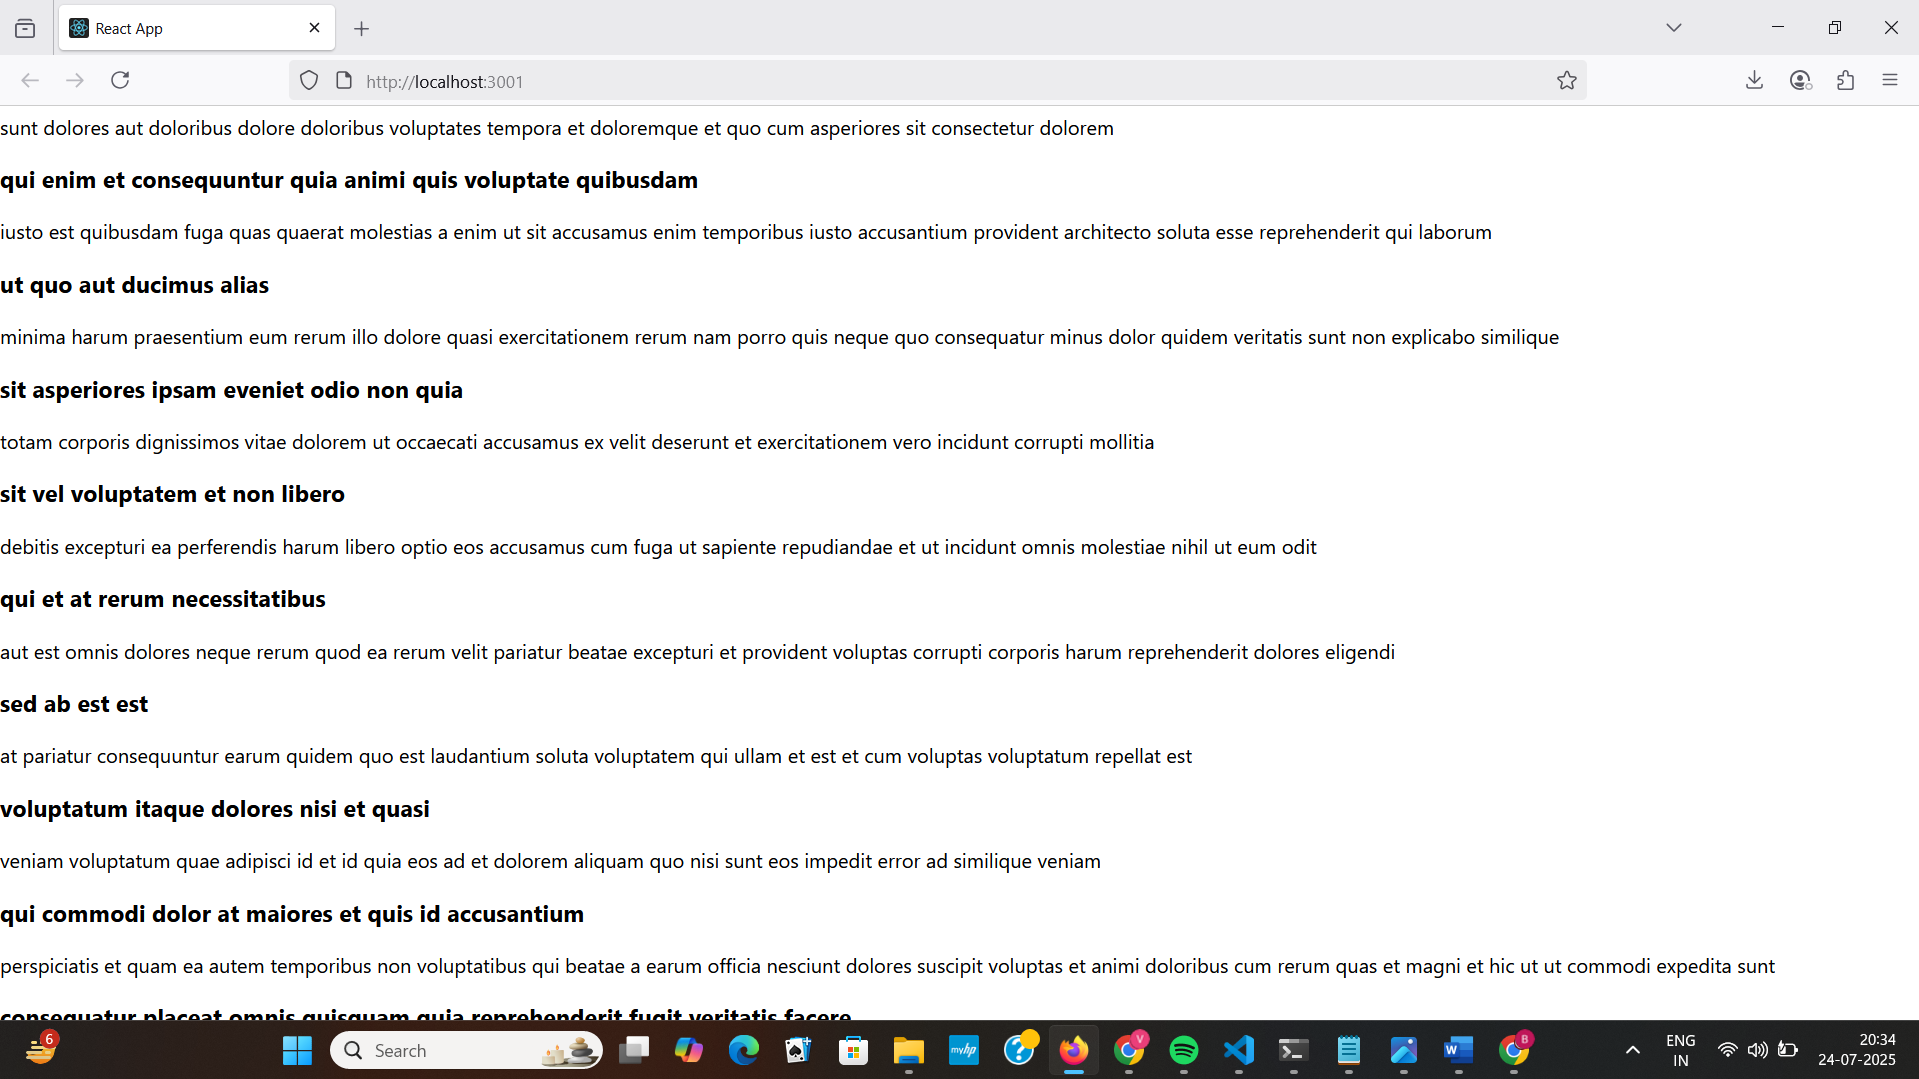 React App
http://localhost:3001
sunt dolores aut doloribus dolore doloribus voluptates tempora et doloremque et quo cum asperiores sit consectetur dolorem
qui enim et consequuntur quia animi quis voluptate quibusdam
iusto est quibusdam fuga quas quaerat molestias a enim ut sit accusamus enim temporibus iusto accusantium provident architecto soluta esse reprehenderit qui laborum
ut quo aut ducimus alias
minima harum praesentium eum rerum illo dolore quasi exercitationem rerum nam porro quis neque quo consequatur minus dolor quidem veritatis sunt non explicabo similique
sit asperiores ipsam eveniet odio non quia
totam corporis dignissimos vitae dolorem ut occaecati accusamus ex velit deserunt et exercitationem vero incidunt corrupti mollitia
sit vel voluptatem et non libero
debitis excepturi ea perferendis harum libero optio eos accusamus cum fuga ut sapiente repudiandae et ut incidunt omnis molestiae nihil ut eum odit
qui et at rerum necessitatibus
aut est omnis dolores neque rerum quod ea rerum velit pariatur beatae excepturi et provident voluptas corrupti corporis harum reprehenderit dolores eligendi
sed ab est est
at pariatur consequuntur earum quidem quo est laudantium soluta voluptatem qui ullam et est et cum voluptas voluptatum repellat est
voluptatum itaque dolores nisi et quasi
veniam voluptatum quae adipisci id et id quia eos ad et dolorem aliquam quo nisi sunt eos impedit error ad similique veniam
qui commodi dolor at maiores et quis id accusantium
perspiciatis et quam ea autem temporibus non voluptatibus qui beatae a earum officia nesciunt dolores suscipit voluptas et animi doloribus cum rerum quas et magni et hic ut ut commodi expedita sunt
consequatur placeat omnis quisquam quia reprehenderit fugit veritatis facere
6
Search
myhp
V
W
B
ENG
IN
20:34
24-07-2025